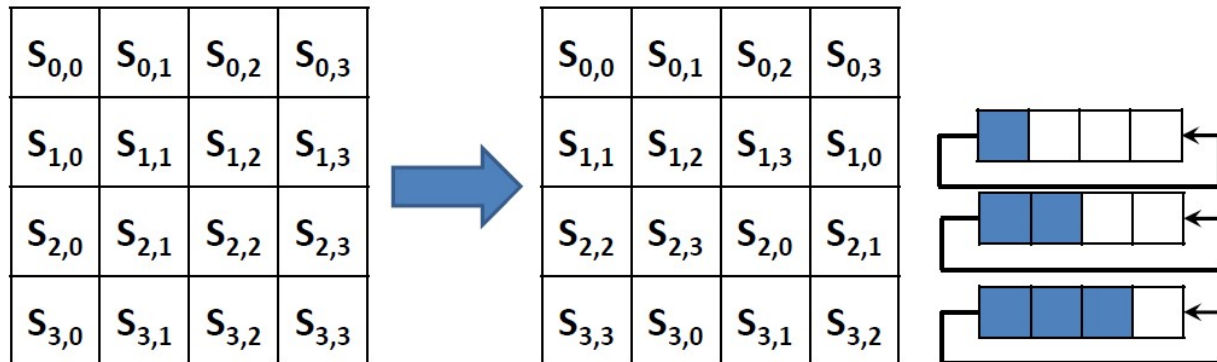 S0,0 S0,1 S0,2 S0,3
S1,0 S1,1 S1,2 S1,3
S2,0 S2,1 S2,2 S2,3
S3,0 S3,1 S3,2 S3,3
S0,0 S0,1 S0,2 S0,3
S1,1 S1,2 S1,3 S1,0
S2,2 S2,3 S2,0 S2,1
S3,3 S3,0 S3,1 S3,2